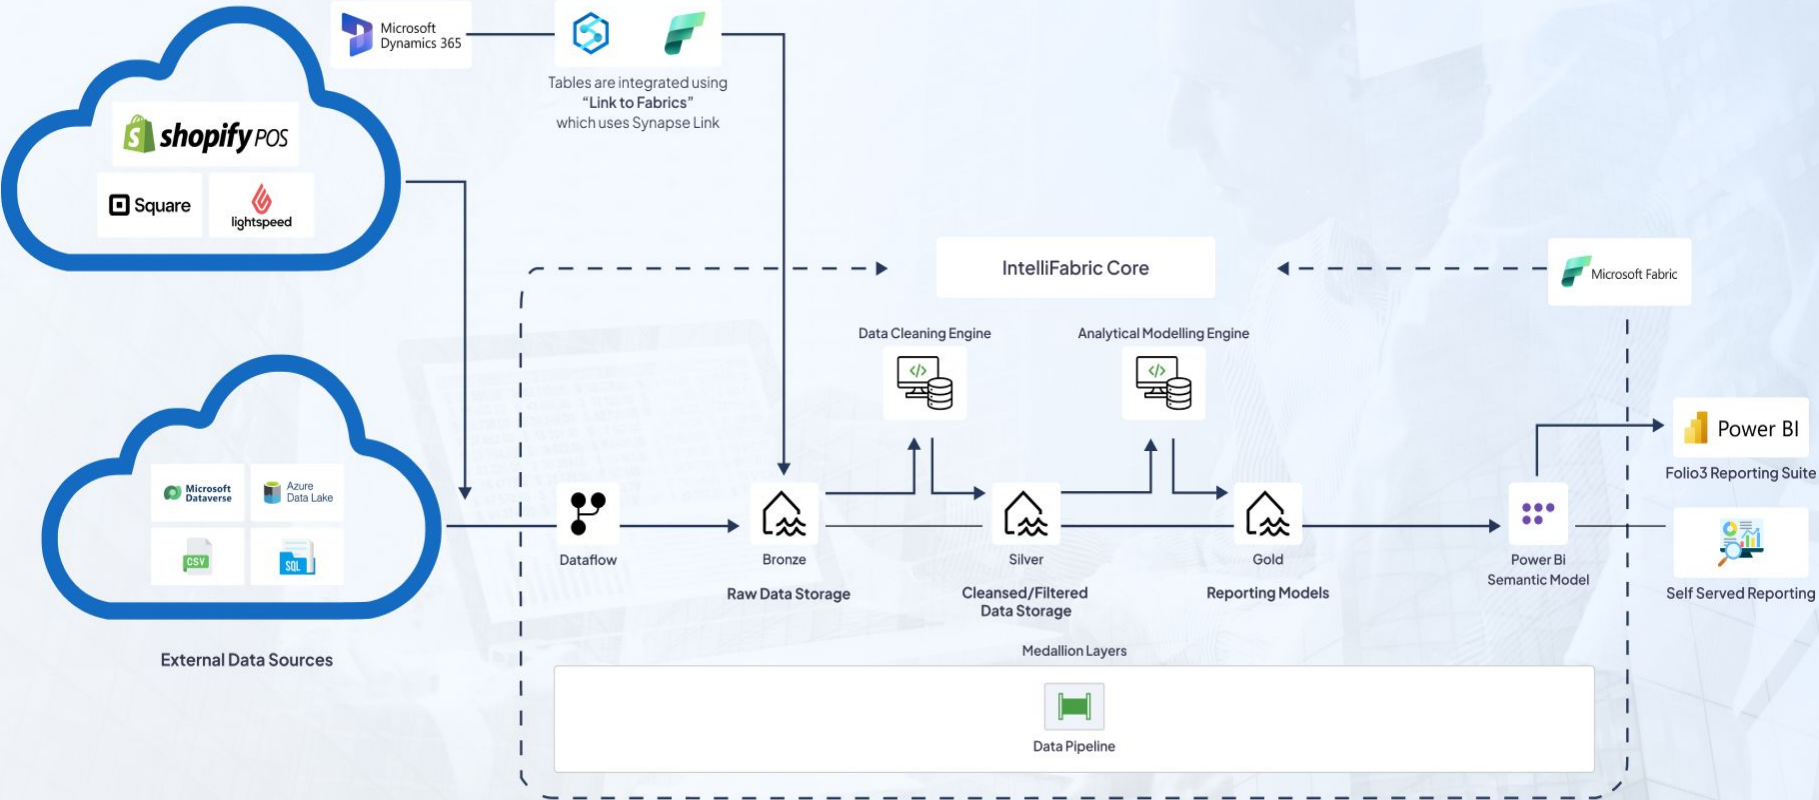 Microsoft
Dynamics 365
Tables are integrated using
“Link to Fabrics”
which uses Synapse Link
shopify POS
Square
lightspeed
IntelliFabric Core
Microsoft Fabric
Data Cleaning Engine
Analytical Modelling Engine
</>
</>
Microsoft
Dataverse
Azure
Data Lake
CSV
SQL
External Data Sources
Dataflow
Bronze
Raw Data Storage
Silver
Cleansed/Filtered
Data Storage
Gold
Reporting Models
Power Bi
Semantic Model
Power BI
Folio3 Reporting Suite
Self Served Reporting
Medallion Layers
Data Pipeline